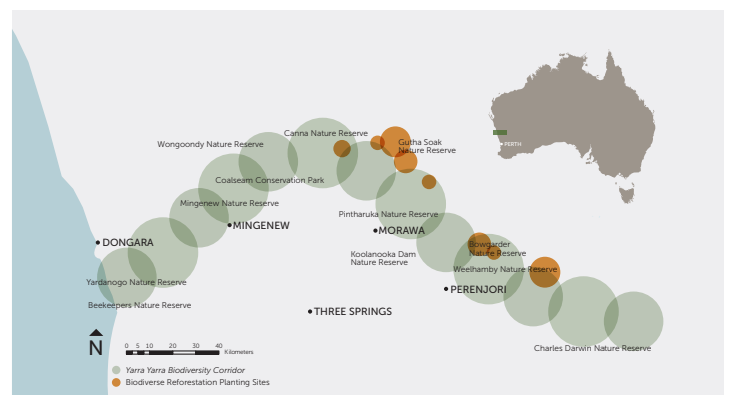 Canna Nature Reserve
Wongoondy Nature Reserve
Gutha Soak
Nature Reserve
PERTH
Coalseam Conservation Park
Mingenew Nature Reserve
Pintharuka Nature Reserve
MINGENEW
MORAWA
DONGARA
Bowgarder
Nature Reserve
Koolanooka Dam
Nature Reserve
Weelhamby Nature Reserve
Yardanogo Nature Reserve
PERENJORI
Beekeepers Nature Reserve
THREE SPRINGS
N
0 5 10 20 30 40
Kilometers
Charles Darwin Nature Reserve
Yarra Yarra Biodiversity Corridor
Biodiverse Reforestation Planting Sites